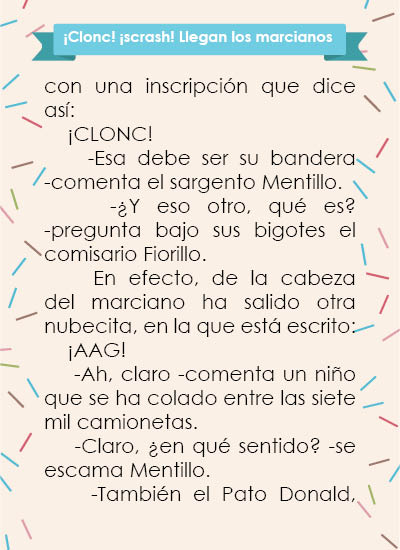 ¡Clonc! ¡scrash! Llegan los marcianos
con una inscripción que dice
así:
¡CLONC!
-Esa debe ser su bandera
-comenta el sargento Mentillo.
-¿Y eso otro, qué es?
-pregunta bajo sus bigotes el
comisario Fiorillo.
En efecto, de la cabeza
del marciano ha salido otra
nubecita, en la que está escrito:
¡AAG!
-Ah, claro -comenta un niño
que se ha colado entre las siete
mil camionetas.
-Claro, ¿en qué sentido? -se
escama Mentillo.
-También el Pato Donald,